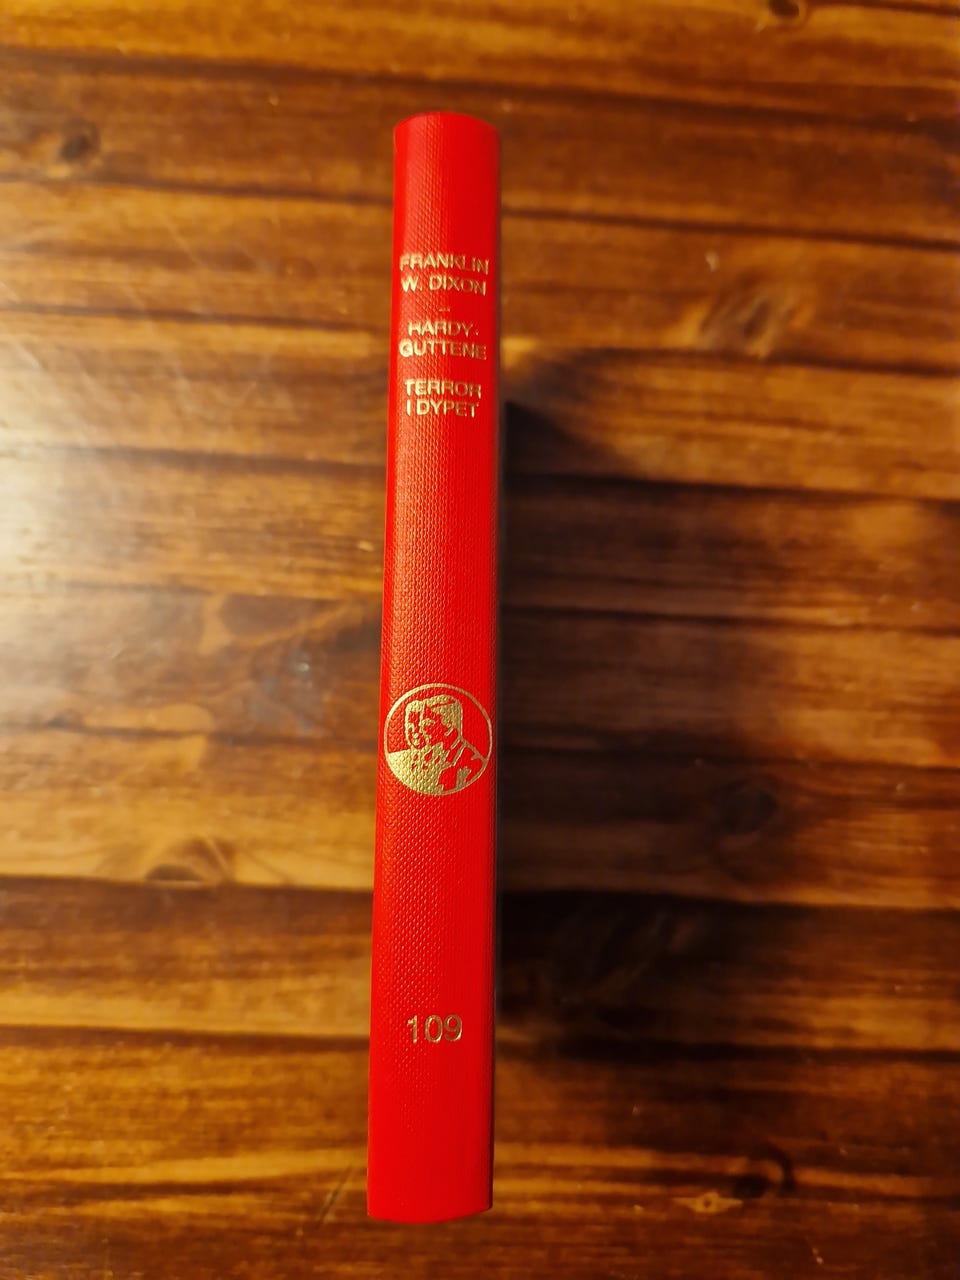 FRANKLIN
W. DIXON
–
HARDY-
GUTTENE
TERROR
I DYPET
109